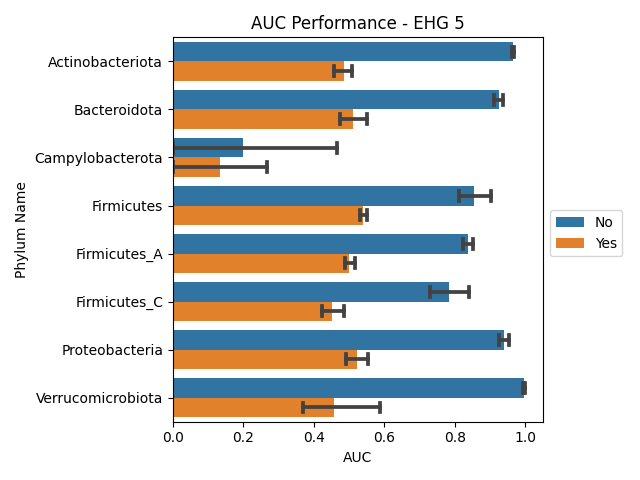 AUC Performance - EHG 5
Phylum Name
Actinobacteriota
Bacteroidota
Campylobacterota
Firmicutes
Firmicutes_A
Firmicutes_C
Proteobacteria
Verrucomicrobiota
0.0 0.2 0.4 0.6 0.8 1.0
AUC
No
Yes